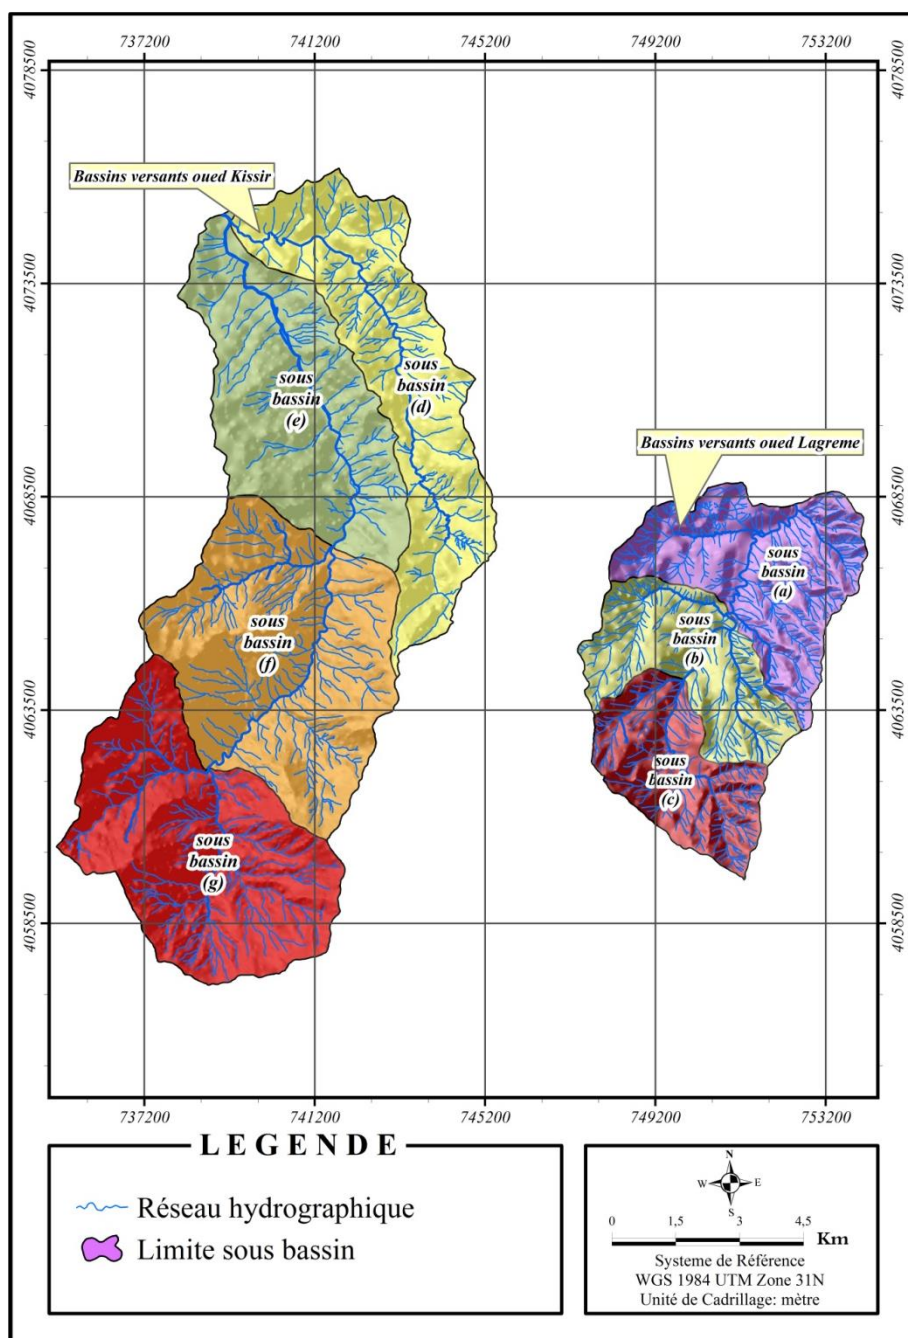 737200 741200 745200 749200 753200
4078500
4078500
Bassins versants oued Kissir
4073500
4073500
sous
bassin
(e)
sous
bassin
(d)
Bassins versants oued Lagreme
4068500
4068500
sous
bassin
(a)
sous
bassin
(f)
sous
bassin
(b)
4063500
4063500
sous
bassin
(c)
sous
bassin
(g)
4058500
4058500
737200 741200 745200 749200 753200
LEGENDE
Réseau hydrographique
Limite sous bassin
N
W E
S
0 1,5 3 4,5
Km
Systeme de Référence
WGS 1984 UTM Zone 31N
Unité de Cadrillage: mètre